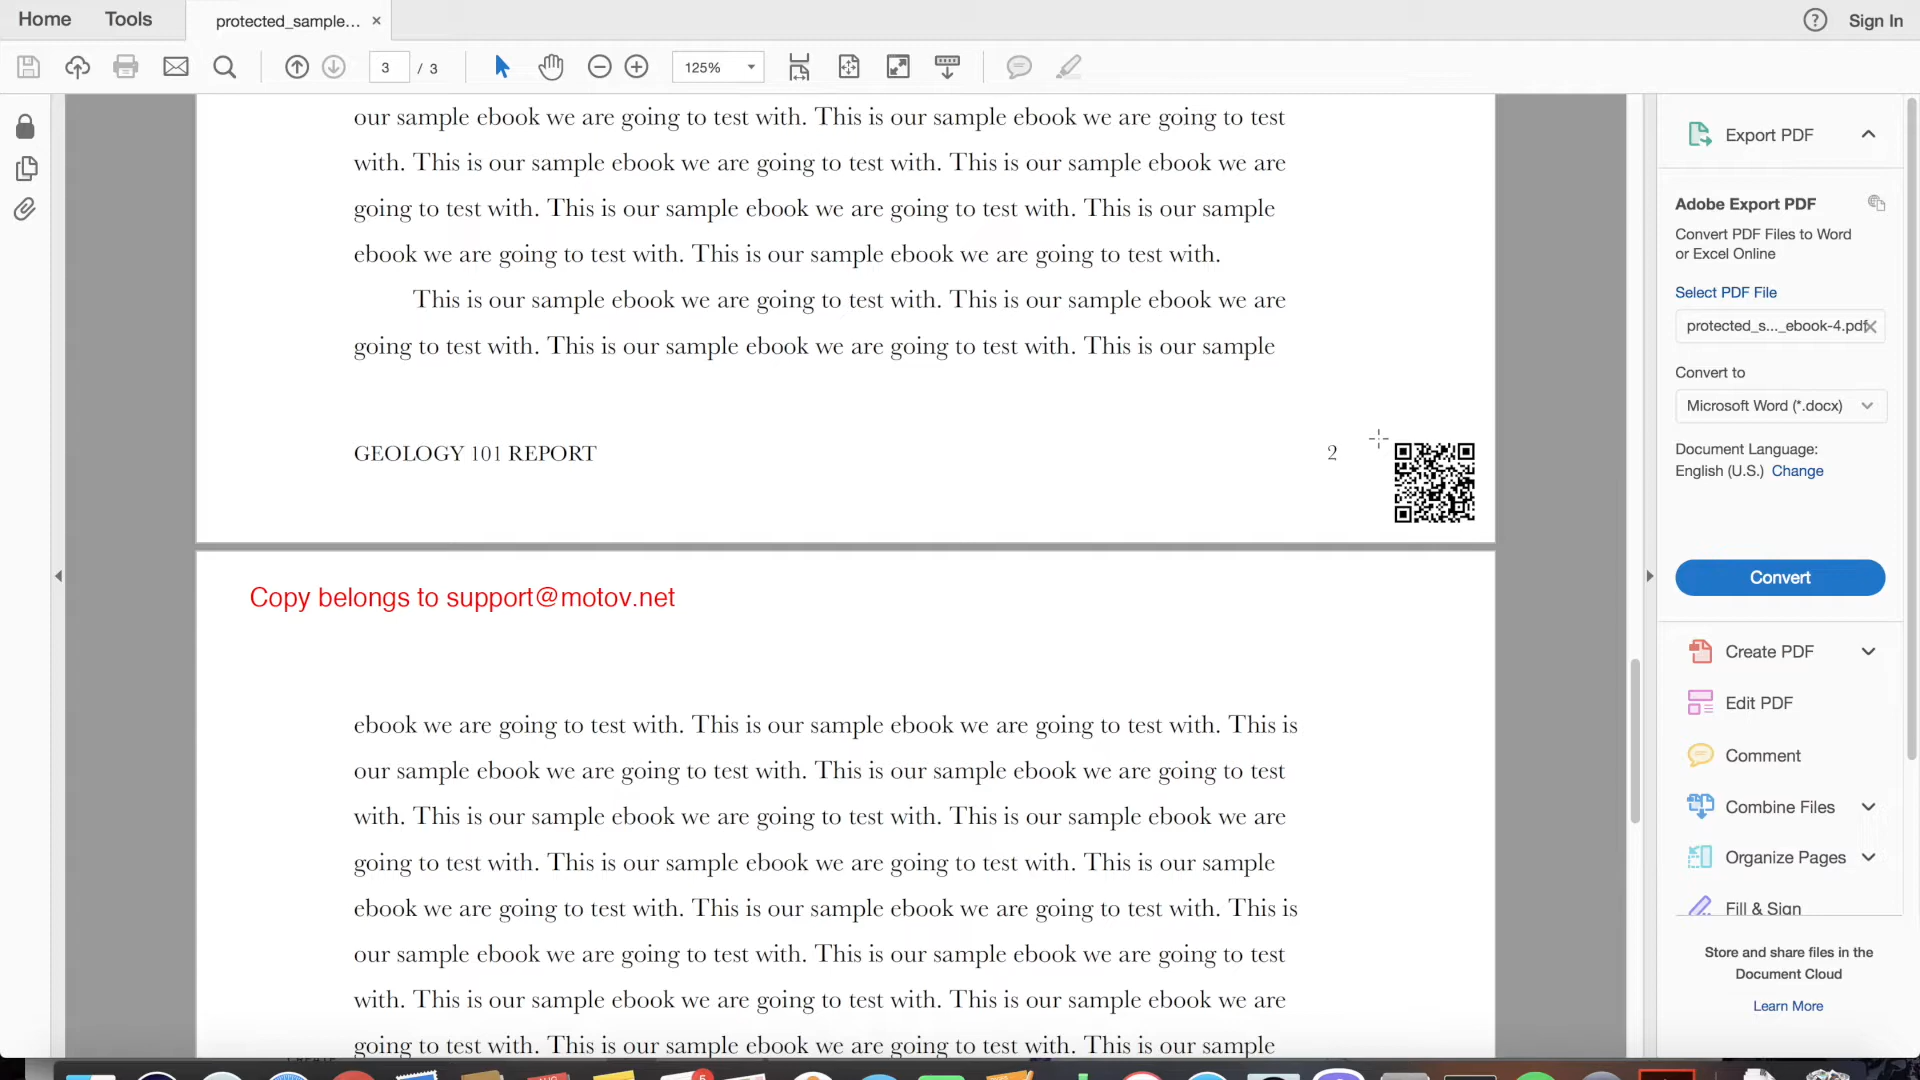 Home
Tools
protected_sample...
Sign In
3 / 3
125%
our sample ebook we are going to test with. This is our sample ebook we are going to test
with. This is our sample ebook we are going to test with. This is our sample ebook we are
going to test with. This is our sample ebook we are going to test with. This is our sample
ebook we are going to test with. This is our sample ebook we are going to test with.
This is our sample ebook we are going to test with. This is our sample ebook we are
going to test with. This is our sample ebook we are going to test with. This is our sample
GEOLOGY 101 REPORT 2
Copy belongs to support@motov.net
ebook we are going to test with. This is our sample ebook we are going to test with. This is
our sample ebook we are going to test with. This is our sample ebook we are going to test
with. This is our sample ebook we are going to test with. This is our sample ebook we are
going to test with. This is our sample ebook we are going to test with. This is our sample
ebook we are going to test with. This is our sample ebook we are going to test with. This is
our sample ebook we are going to test with. This is our sample ebook we are going to test
with. This is our sample ebook we are going to test with. This is our sample ebook we are
going to test with. This is our sample ebook we are going to test with. This is our sample
Export PDF
Adobe Export PDF
Convert PDF Files to Word
or Excel Online
Select PDF File
protected_s..._ebook-4.pdf
Convert to
Microsoft Word (*.docx)
Document Language:
English (U.S.) Change
Convert
Create PDF
Edit PDF
Comment
Combine Files
Organize Pages
Fill & Sign
Store and share files in the
Document Cloud
Learn More
5